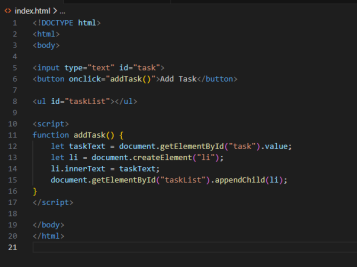 index.html > ...
1 <!DOCTYPE html>
2 <html>
3 <body>
4
5 <input type="text" id="task">
6 <button onclick="addTask()">Add Task</button>
7
8 <ul id="taskList"></ul>
9
10 <script>
11 function addTask() {
12 let taskText = document.getElementById("task").value;
13 let li = document.createElement("li");
14 li.innerText = taskText;
15 document.getElementById("taskList").appendChild(li);
16 }
17 </script>
18
19 </body>
20 </html>
21